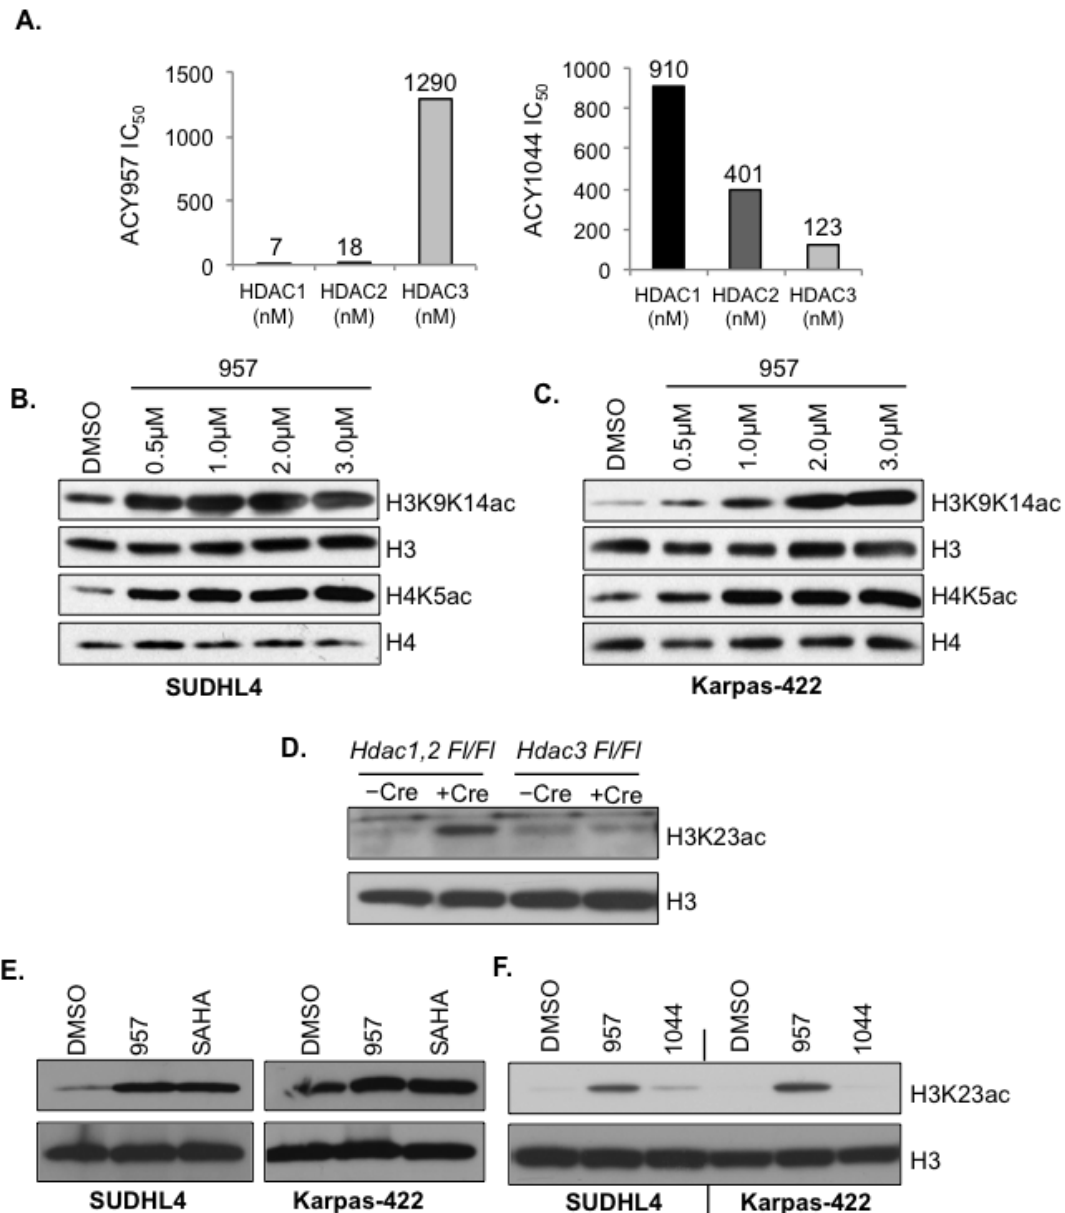 A.
ACY957 IC50
1500
1000
500
0
7
18
1290
HDAC1 (nM)
HDAC2 (nM)
HDAC3 (nM)
ACY1044 IC50
1000
800
600
400
200
0
910
401
123
HDAC1 (nM)
HDAC2 (nM)
HDAC3 (nM)
B.
957
DMSO
0.5µM
1.0µM
2.0µM
3.0µM
H3K9K14ac
H3
H4K5ac
H4
SUDHL4
C.
957
DMSO
0.5µM
1.0µM
2.0µM
3.0µM
H3K9K14ac
H3
H4K5ac
H4
Karpas-422
D.
Hdac1,2 Fl/Fl
Hdac3 Fl/Fl
−Cre
+Cre
−Cre
+Cre
H3K23ac
H3
E.
DMSO
957
SAHA
DMSO
957
SAHA
SUDHL4
Karpas-422
F.
DMSO
957
1044
DMSO
957
1044
H3K23ac
H3
SUDHL4
Karpas-422